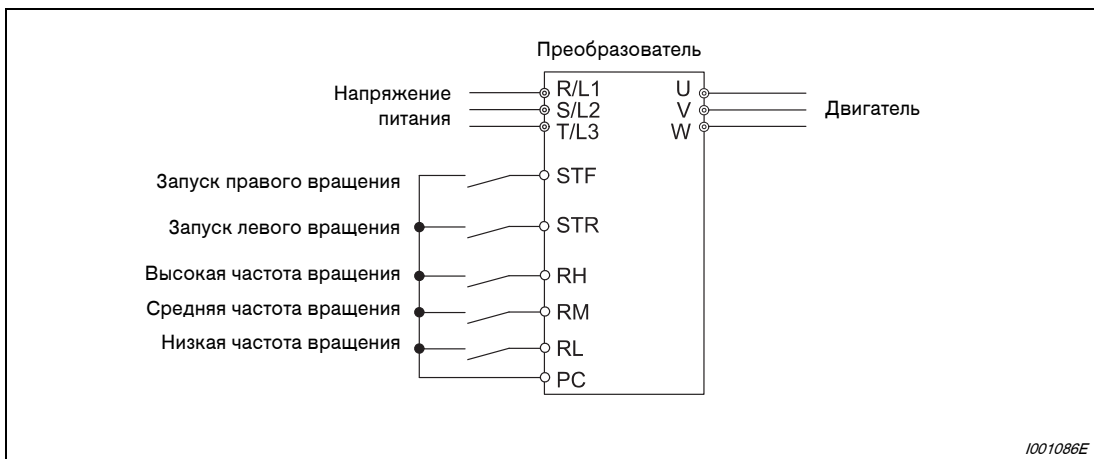 Преобразователь
Напряжение
питания
R/L1
S/L2
T/L3
U
V
W
Двигатель
Запуск правого вращения
STF
Запуск левого вращения
STR
Высокая частота вращения
RH
Средняя частота вращения
RM
Низкая частота вращения
RL
PC
I001086E